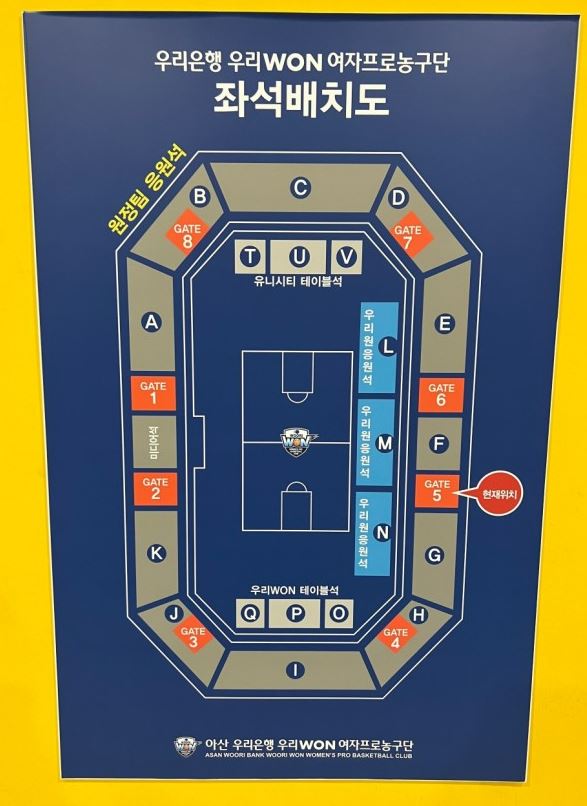 우리은행 우리WON 여자프로농구단
좌석배치도
원정팀 응원석
B
C
D
GATE
8
GATE
7
T
U
V
유니시티 테이블석
A
E
우리원응원석
L
GATE
1
GATE
6
미디어석
우리원응원석
M
F
GATE
2
GATE
5
현재위치
우리원응원석
N
K
G
우리WON 테이블석
Q
P
O
J
H
GATE
3
GATE
4
I
아산 우리은행 우리WON 여자프로농구단
ASAN WOORI BANK WOORI WON WOMEN'S PRO BASKETBALL CLUB